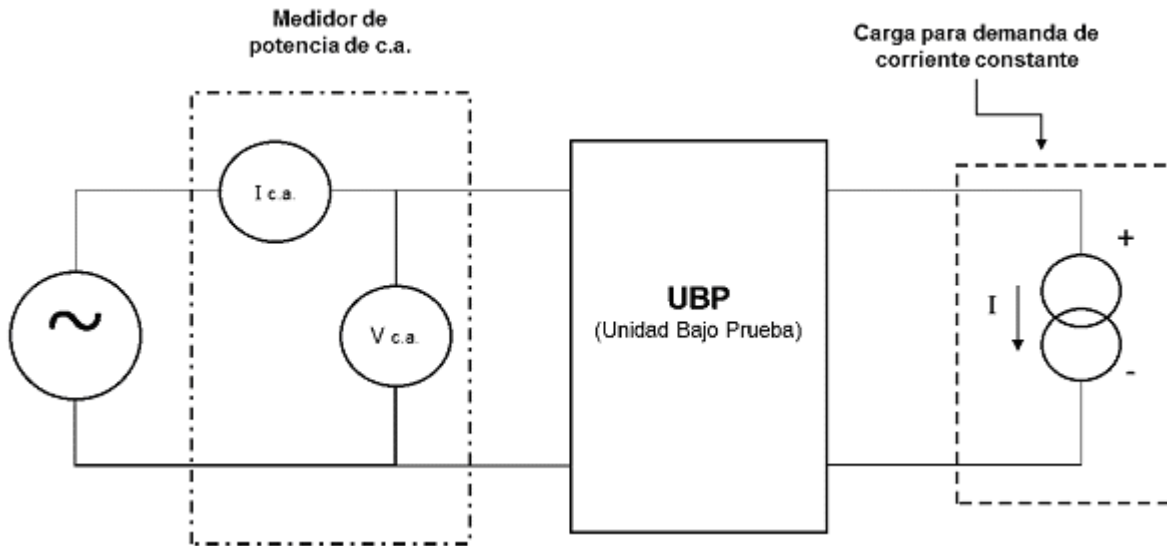 Medidor de
potencia de c.a.
Carga para demanda de
corriente constante
I c.a.
V c.a.
UBP
(Unidad Bajo Prueba)
I
+
-